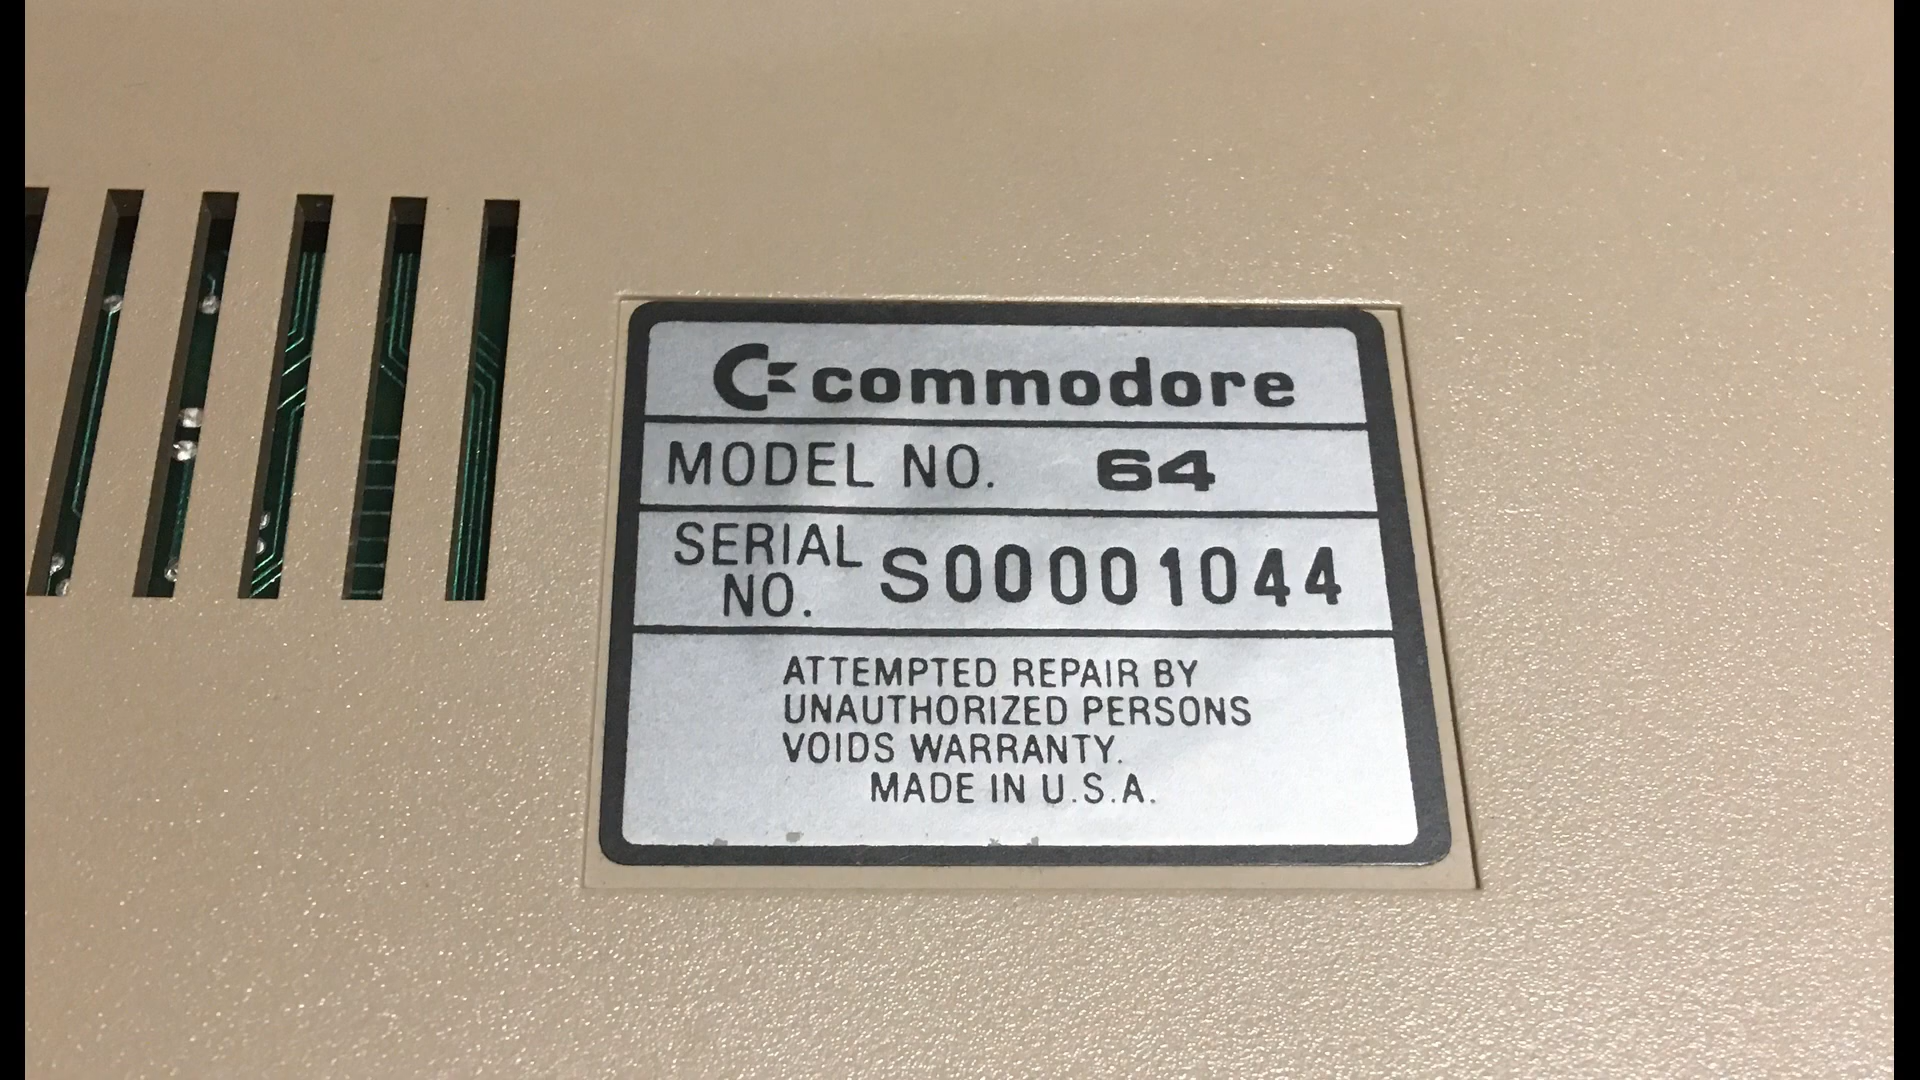 commodore
MODEL NO. 64
SERIAL NO. S00001044
ATTEMPTED REPAIR BY
UNAUTHORIZED PERSONS
VOIDS WARRANTY.
MADE IN U.S.A.